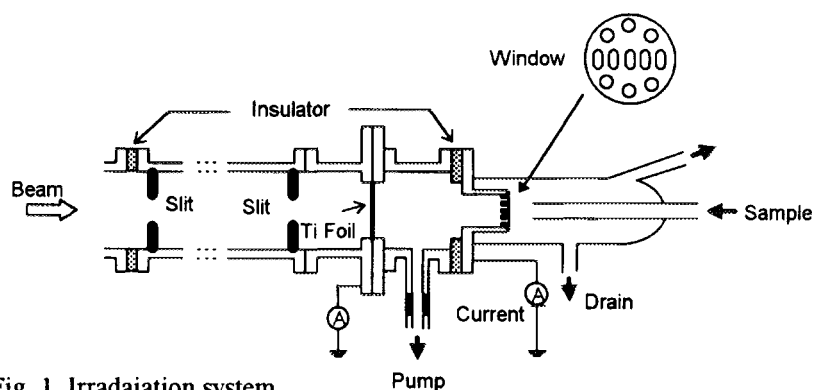 Window
Insulator
Beam
Slit
Slit
Ti Foil
Sample
A
A
Current
Drain
Pump
Fig. 1 Irradaiation system